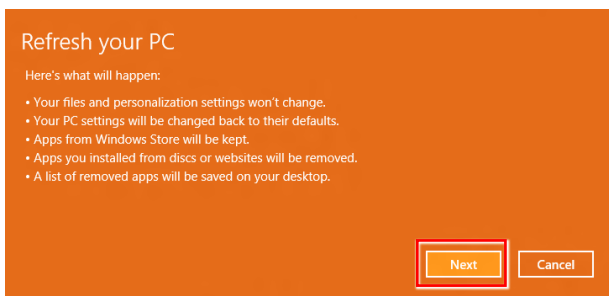 Refresh your PC
Here's what will happen:
• Your files and personalization settings won't change.
• Your PC settings will be changed back to their defaults.
• Apps from Windows Store will be kept.
• Apps you installed from discs or websites will be removed.
• A list of removed apps will be saved on your desktop.
Next Cancel